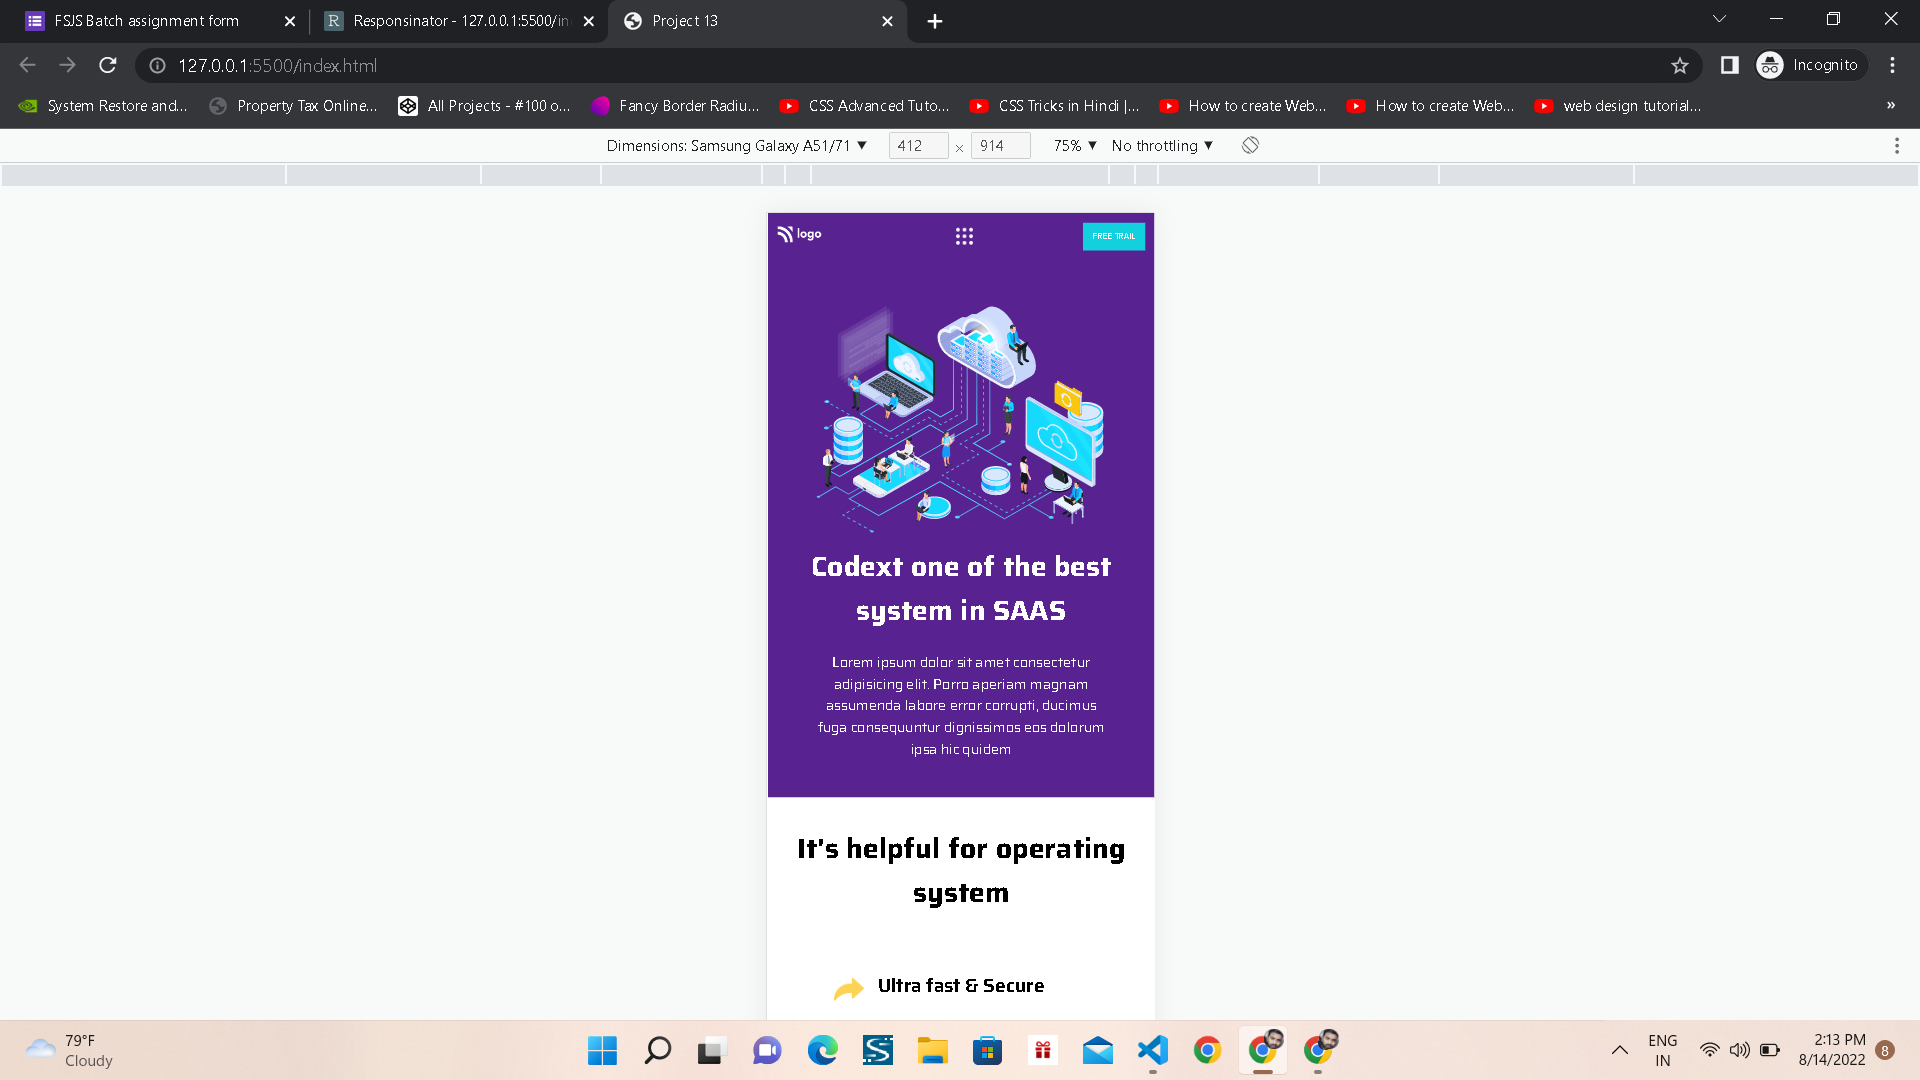 FSJS Batch assignment form
Responsinator - 127.0.0.1:5500/in
Project 13
127.0.0.1:5500/index.html
Incognito
System Restore and...
Property Tax Online...
All Projects - #100 o...
Fancy Border Radiu...
CSS Advanced Tuto...
CSS Tricks in Hindi |...
How to create Web...
How to create Web...
web design tutorial...
»
Dimensions: Samsung Galaxy A51/71
412 × 914
75%
No throttling
logo
FREE TRAIL
Codext one of the best
system in SAAS
Lorem ipsum dolor sit amet consectetur
adipisicing elit. Porro aperiam magnam
assumenda labore error corrupti, ducimus
fuga consequuntur dignissimos eos dolorum
ipsa hic quidem
It's helpful for operating
system
Ultra fast & Secure
79°F
Cloudy
ENG
IN
2:13 PM
8/14/2022
8